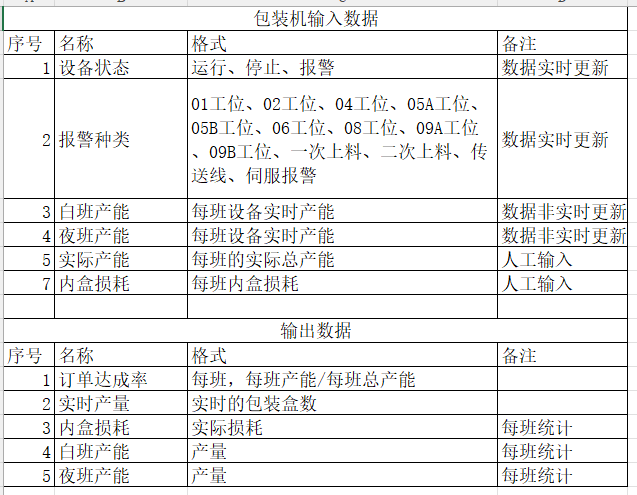 包装机输入数据
序号 名称 格式 备注
1 设备状态 运行、停止、报警 数据实时更新
2 报警种类 01工位、02工位、04工位、05A工位、
05B工位、06工位、08工位、09A工位
、09B工位、一次上料、二次上料、传
送线、伺服报警 数据实时更新
3 白班产能 每班设备实时产能 数据非实时更新
4 夜班产能 每班设备实时产能 数据非实时更新
5 实际产能 每班的实际总产能 人工输入
7 内盒损耗 每班内盒损耗 人工输入
输出数据
序号 名称 格式 备注
1 订单达成率 每班，每班产能/每班总产能
2 实时产量 实时的包装盒数
3 内盒损耗 实际损耗 每班统计
4 白班产能 产量 每班统计
5 夜班产能 产量 每班统计